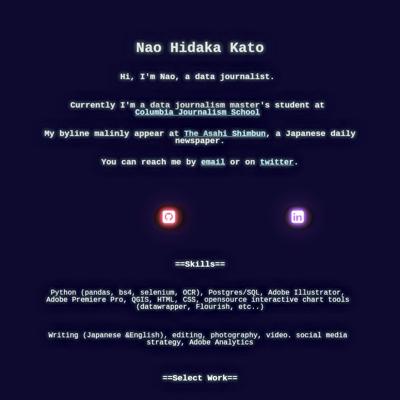 Nao Hidaka Kato
Hi, I'm Nao, a data journalist.
Currently I'm a data journalism master's student at
Columbia Journalism School
My byline malinly appear at The Asahi Shimbun, a Japanese daily
newspaper.
You can reach me by email or on twitter.
in
==Skills==
Python (pandas, bs4, selenium, OCR), Postgres/SQL, Adobe Illustrator,
Adobe Premiere Pro, QGIS, HTML, CSS, opensource interactive chart tools
(datawrapper, Flourish, etc..)
Writing (Japanese &English), editing, photography, video. social media
strategy, Adobe Analytics
==Select Work==